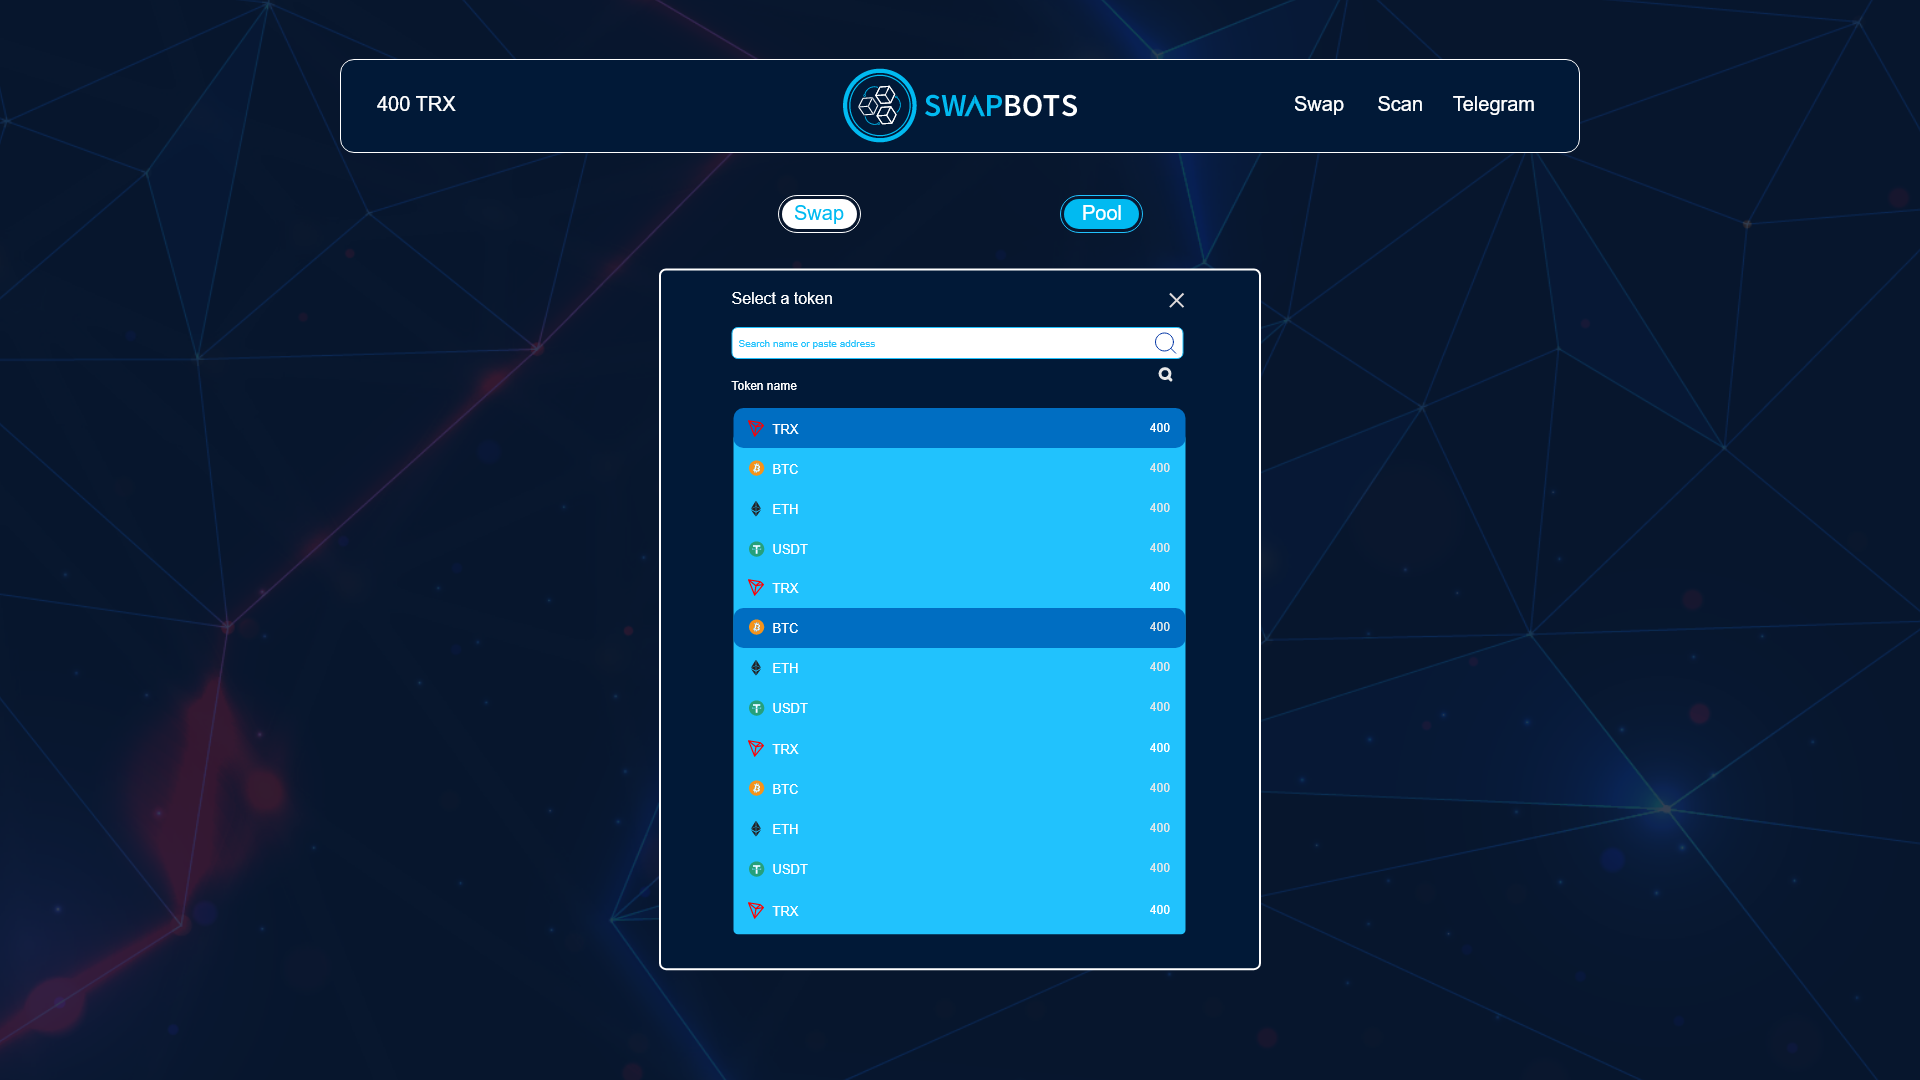 400 TRX
SWAPBOTS
Swap Scan Telegram
Swap
Pool
Select a token
Search name or paste address
Token name
TRX 400
BTC 400
ETH 400
USDT 400
TRX 400
BTC 400
ETH 400
USDT 400
TRX 400
BTC 400
ETH 400
USDT 400
TRX 400